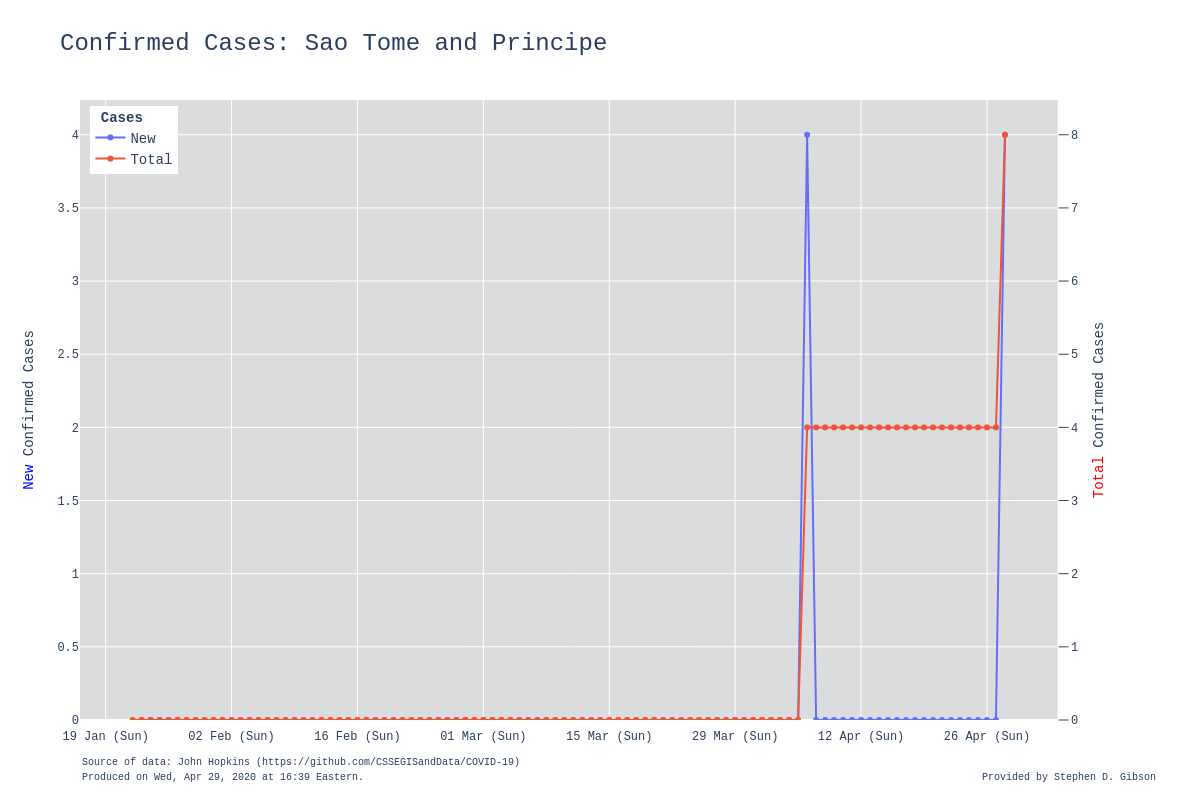 Confirmed Cases: Sao Tome and Principe
Cases
New
Total
4
3.5
3
2.5
2
1.5
1
0.5
0
New Confirmed Cases
8
7
6
5
4
3
2
1
0
Total Confirmed Cases
19 Jan (Sun) 02 Feb (Sun) 16 Feb (Sun) 01 Mar (Sun) 15 Mar (Sun) 29 Mar (Sun) 12 Apr (Sun) 26 Apr (Sun)
Source of data: John Hopkins (https://github.com/CSSEGISandData/COVID-19)
Produced on Wed, Apr 29, 2020 at 16:39 Eastern.
Provided by Stephen D. Gibson